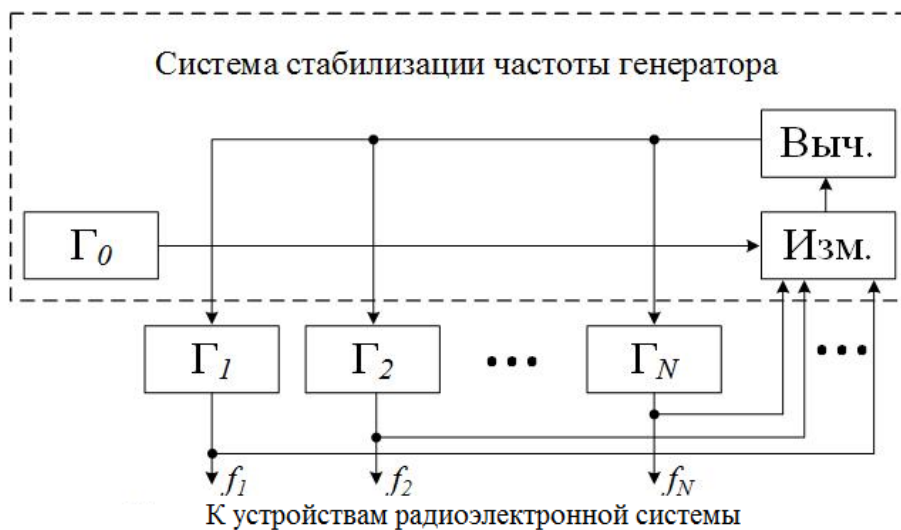 Система стабилизации частоты генератора
Выч.
Г0
Изм.
Г1
Г2
...
ГN
...
f1
f2
fN
К устройствам радиоэлектронной системы